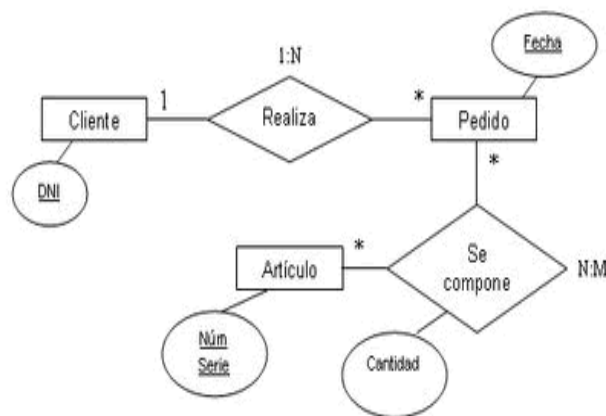 Fecha
1:N
1
*
Cliente
Realiza
Pedido
*
DNI
Se
compone
*
Artículo
N:M
Núm
Serie
Cantidad